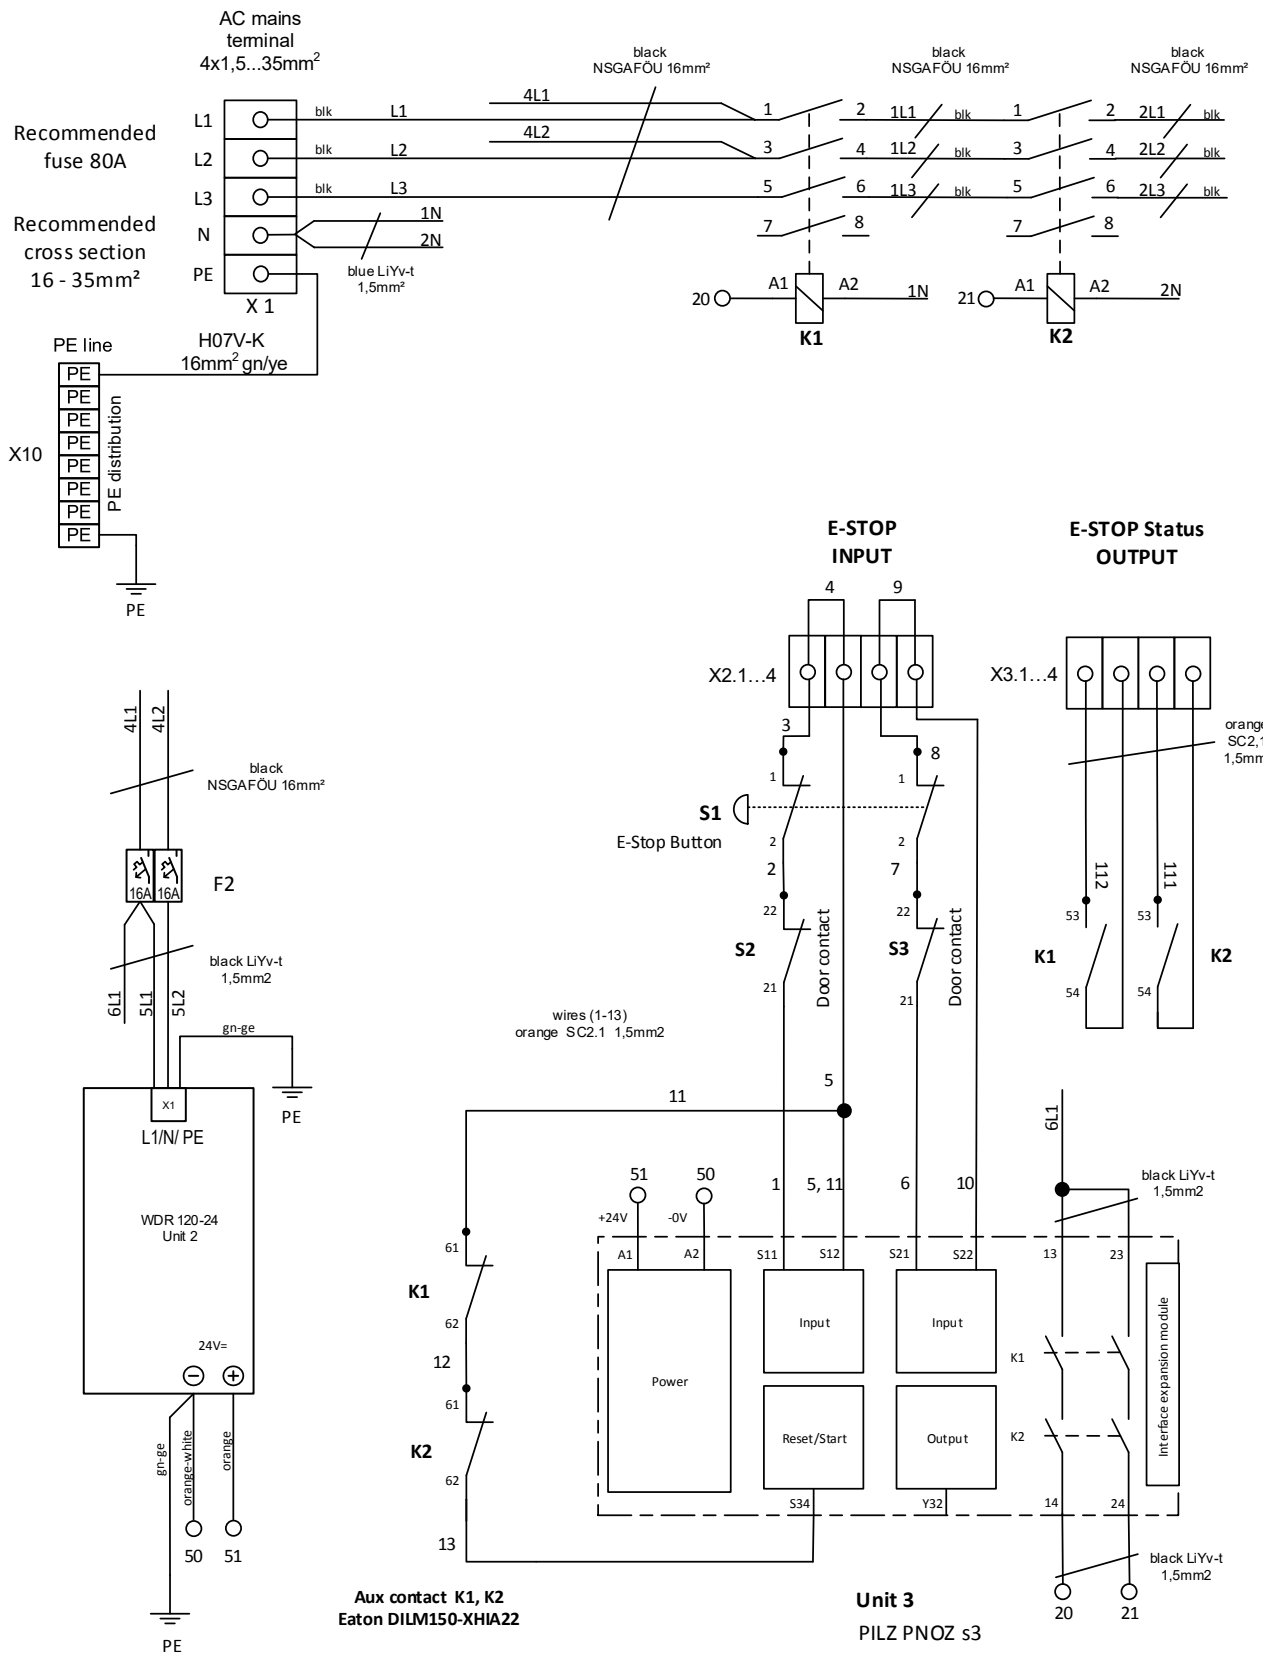 AC mains
terminal
4x1,5...35mm²
Recommended
fuse 80A
Recommended
cross section
16 - 35mm²
L1
L2
L3
N
PE
X 1
blk
L1
blk
L2
blk
L3
1N
2N
blue LiYv-t
1,5mm²
4L1
4L2
black
NSGAFÖU 16mm²
1
2
3
4
5
6
7
8
1L1
1L2
1L3
blk
blk
blk
black
NSGAFÖU 16mm²
1
2
3
4
5
6
7
8
2L1
2L2
2L3
blk
blk
blk
black
NSGAFÖU 16mm²
20
A1
A2
1N
K1
21
A1
A2
2N
K2
H07V-K
16mm² gn/ye
PE line
PE
PE
PE
PE
PE
PE
PE
PE
X10
PE distribution
PE
E-STOP
INPUT
4
9
X2.1...4
3
8
1
1
S1
E-Stop Button
2
2
2
7
22
22
S2
S3
Door contact
Door contact
21
21
E-STOP Status
OUTPUT
X3.1...4
orange
SC2,1
1,5mm
112
111
53
53
K1
K2
54
54
4L1
4L2
black
NSGAFÖU 16mm²
16A
16A
F2
black LiYv-t
1,5mm2
6L1
5L1
5L2
gn-ge
PE
X1
L1/N/ PE
WDR 120-24
Unit 2
24V=
−
+
gn-ge
orange-white
orange
50
51
PE
wires (1-13)
orange SC2.1 1,5mm2
5
11
51
50
1
5, 11
6
10
+24V
-0V
A1
A2
S11
S12
S21
S22
13
23
6L1
black LiYv-t
1,5mm2
61
K1
62
12
61
K2
62
13
Power
Input
Input
Reset/Start
Output
S34
Y32
K1
K2
14
24
Interface expansion module
black LiYv-t
1,5mm2
20
21
Aux contact K1, K2
Eaton DILM150-XHIA22
Unit 3
PILZ PNOZ s3